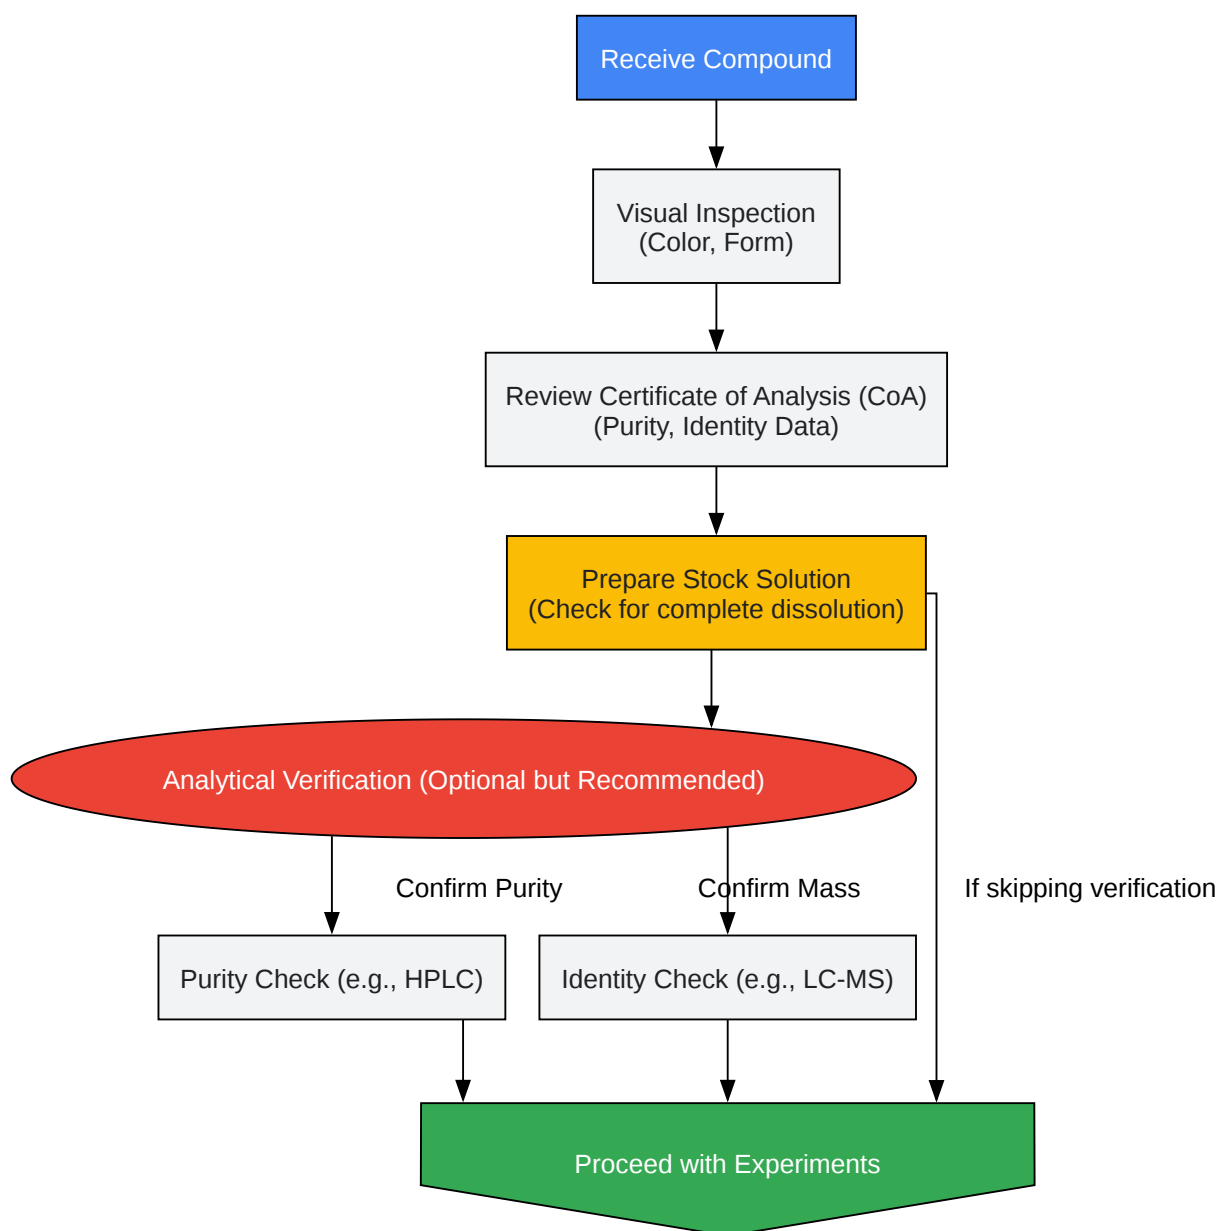 Receive Compound
Visual Inspection
(Color, Form)
Review Certificate of Analysis (CoA)
(Purity, Identity Data)
Prepare Stock Solution
(Check for complete dissolution)
Analytical Verification (Optional but Recommended)
Confirm Purity
Confirm Mass
If skipping verification
Purity Check (e.g., HPLC)
Identity Check (e.g., LC-MS)
Proceed with Experiments